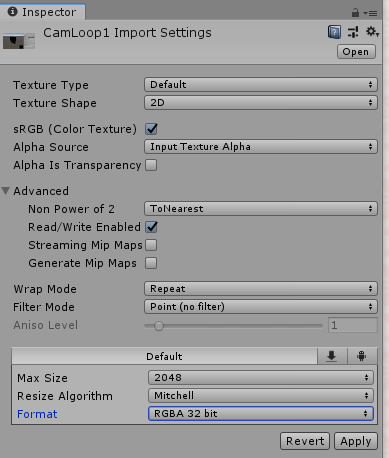 Inspector
CamLoop1 Import Settings
Open
Texture Type Default
Texture Shape 2D
sRGB (Color Texture)
Alpha Source Input Texture Alpha
Alpha Is Transparency
Advanced
Non Power of 2 ToNearest
Read/Write Enabled
Streaming Mip Maps
Generate Mip Maps
Wrap Mode Repeat
Filter Mode Point (no filter)
Aniso Level 1
Default
Max Size 2048
Resize Algorithm Mitchell
Format RGBA 32 bit
Revert Apply